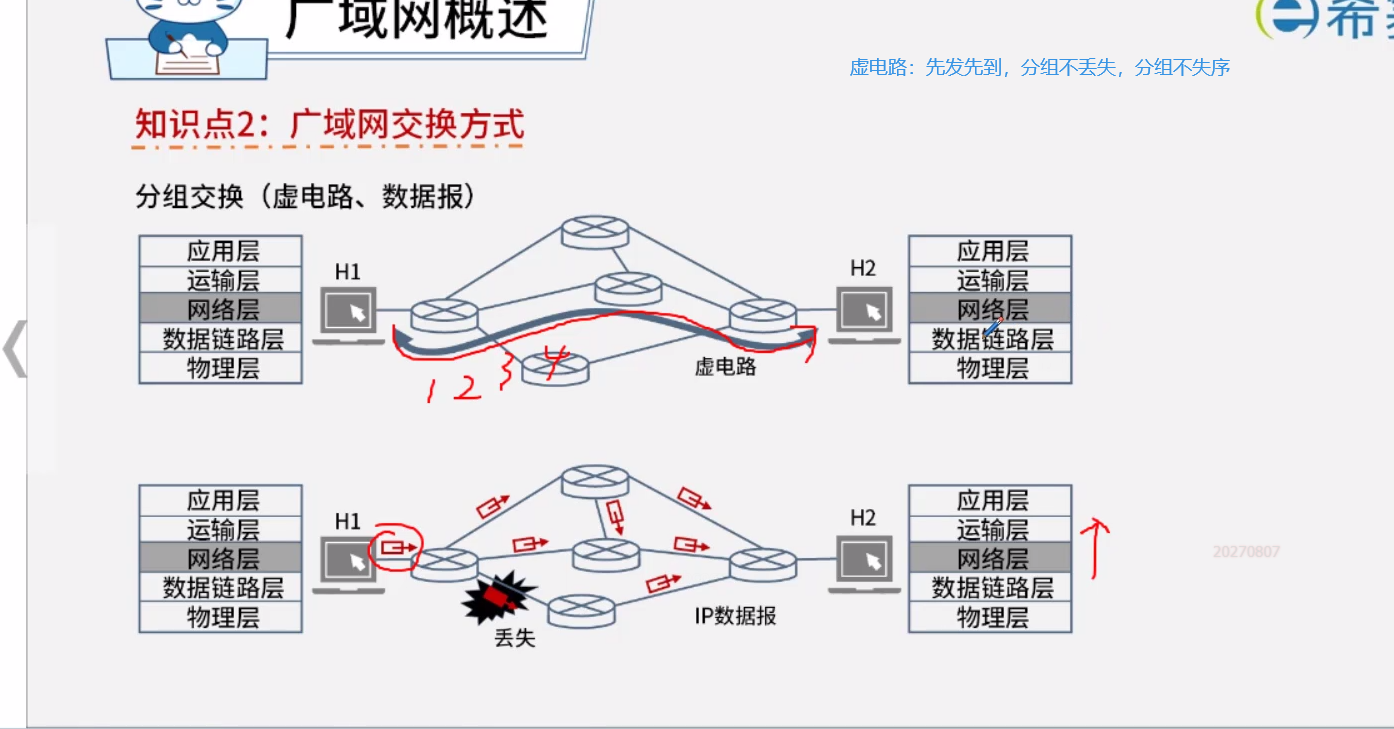 广域网概述
希赛
虚电路：先发先到，分组不丢失，分组不失序
知识点2：广域网交换方式
分组交换（虚电路、数据报）
应用层
运输层
网络层
数据链路层
物理层
H1
H2
应用层
运输层
网络层
数据链路层
物理层
虚电路
1 2 3 4
应用层
运输层
网络层
数据链路层
物理层
H1
H2
应用层
运输层
网络层
数据链路层
物理层
丢失
IP数据报
20270807